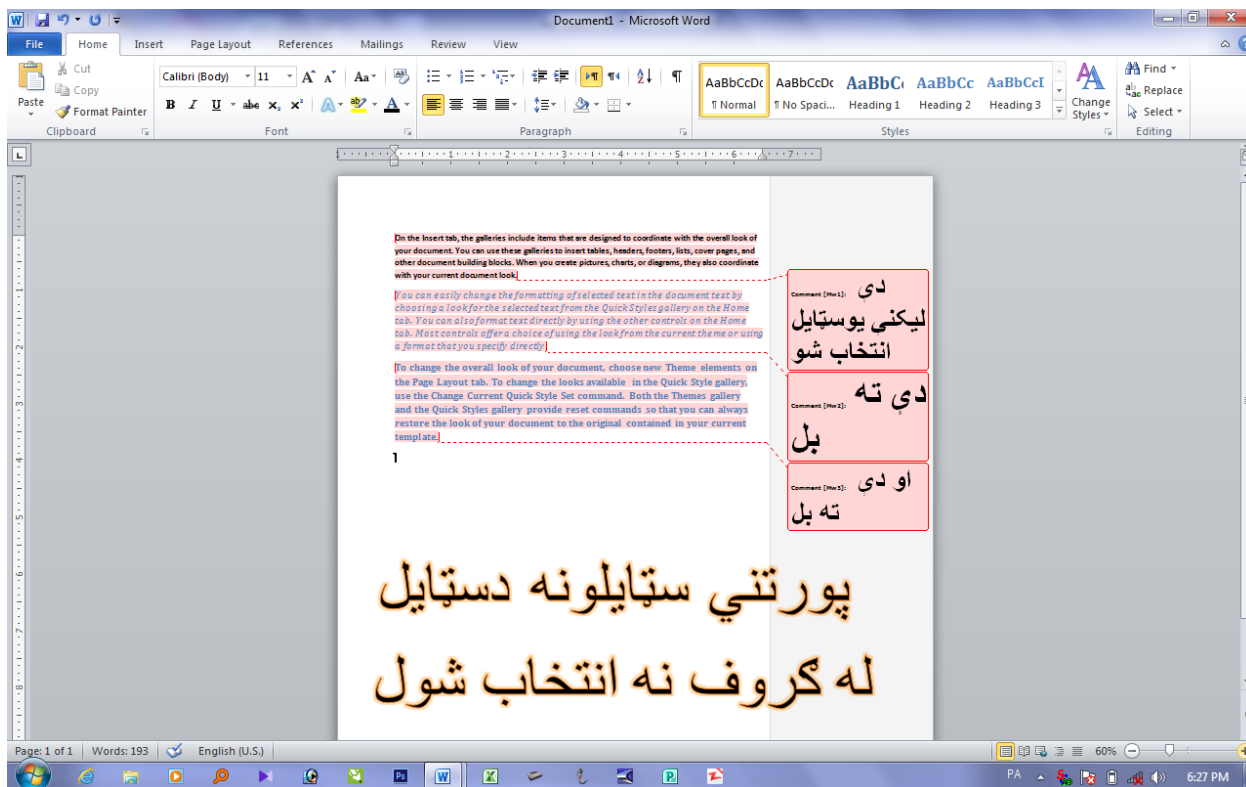 Document1 - Microsoft Word
File Home Insert Page Layout References Mailings Review View
Paste
Cut
Copy
Format Painter
Clipboard
Calibri (Body) 11
Font
Paragraph
AaBbCcDc AaBbCcDc AaBbC AaBbCc AaBbCcI
¶ Normal ¶ No Spaci... Heading 1 Heading 2 Heading 3
Change Styles
Styles
Find
Replace
Select
Editing
On the Insert tab, the galleries include items that are designed to coordinate with the overall look of
your document. You can use these galleries to insert tables, headers, footers, lists, cover pages, and
other document building blocks. When you create pictures, charts, or diagrams, they also coordinate
with your current document look.
You can easily change the formatting of selected text in the document text by
choosing a look for the selected text from the Quick Styles gallery on the Home
tab. You can also format text directly by using the other controls on the Home
tab. Most controls offer a choice of using the look from the current theme or using
a format that you specify directly.
To change the overall look of your document, choose new Theme elements on
the Page Layout tab. To change the looks available in the Quick Style gallery,
use the Change Current Quick Style Set command. Both the Themes gallery
and the Quick Styles gallery provide reset commands so that you can always
restore the look of your document to the original contained in your current
template.
1
Comment [Mw1]: دې
ليکنې يوسټايل
انتخاب شو
Comment [Mw2]: دې ته
بل
Comment [Mw3]: او دې
ته بل
پورتنې سټايلونه دسټايل
له ګروف نه انتخاب شول
Page: 1 of 1 Words: 193 English (U.S.) 60%
PA 6:27 PM